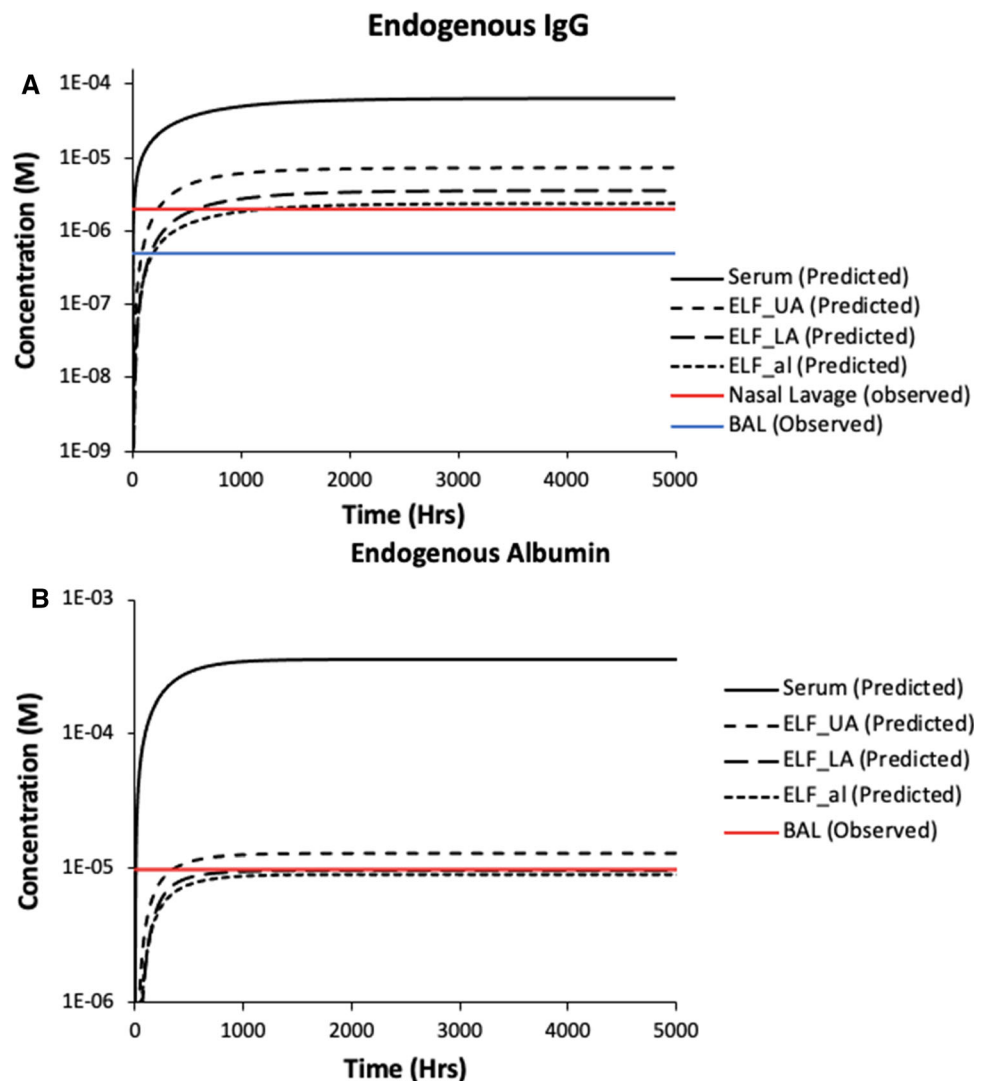 Endogenous IgG
A
1E-04
1E-05
1E-06
1E-07
1E-08
1E-09
Concentration (M)
0 1000 2000 3000 4000 5000
Time (Hrs)
Serum (Predicted)
ELF_UA (Predicted)
ELF_LA (Predicted)
ELF_al (Predicted)
Nasal Lavage (observed)
BAL (Observed)
Endogenous Albumin
B
1E-03
1E-04
1E-05
1E-06
Concentration (M)
0 1000 2000 3000 4000 5000
Time (Hrs)
Serum (Predicted)
ELF_UA (Predicted)
ELF_LA (Predicted)
ELF_al (Predicted)
BAL (Observed)